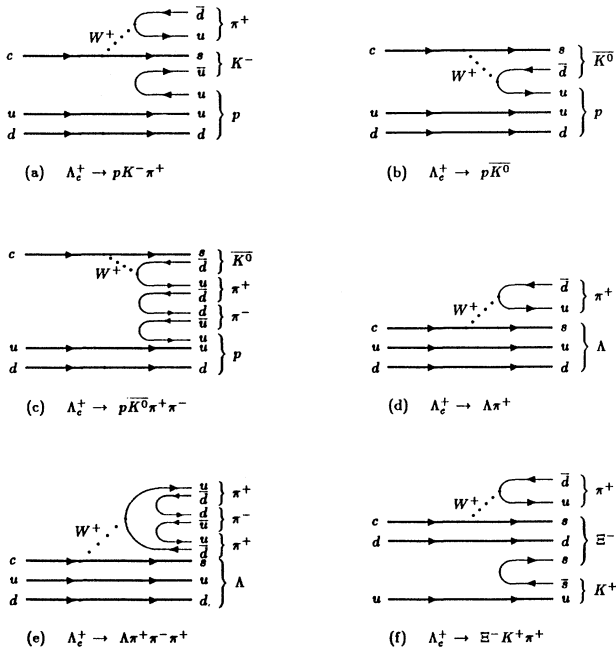 d̅ } π⁺
W⁺ u
c s } K⁻
u̅
u
u u } p
d d
(a) Λc⁺ → pK⁻π⁺
c s } K̅⁰
W⁺ d̅
u
u u } p
d d
(b) Λc⁺ → pK̅⁰
c s } K̅⁰
W⁺ d̅
u } π⁺
d̅
d } π⁻
u̅
u
u u } p
d d
(c) Λc⁺ → pK̅⁰π⁺π⁻
d̅ } π⁺
W⁺ u
c s
u u } Λ
d d
(d) Λc⁺ → Λπ⁺
u } π⁺
d̅
d } π⁻
u̅
W⁺ u } π⁺
d̅
c s
u u } Λ
d d.
(e) Λc⁺ → Λπ⁺π⁻π⁺
d̅ } π⁺
W⁺ u
c s
d d } Ξ⁻
s
s̅ } K⁺
u u
(f) Λc⁺ → Ξ⁻K⁺π⁺